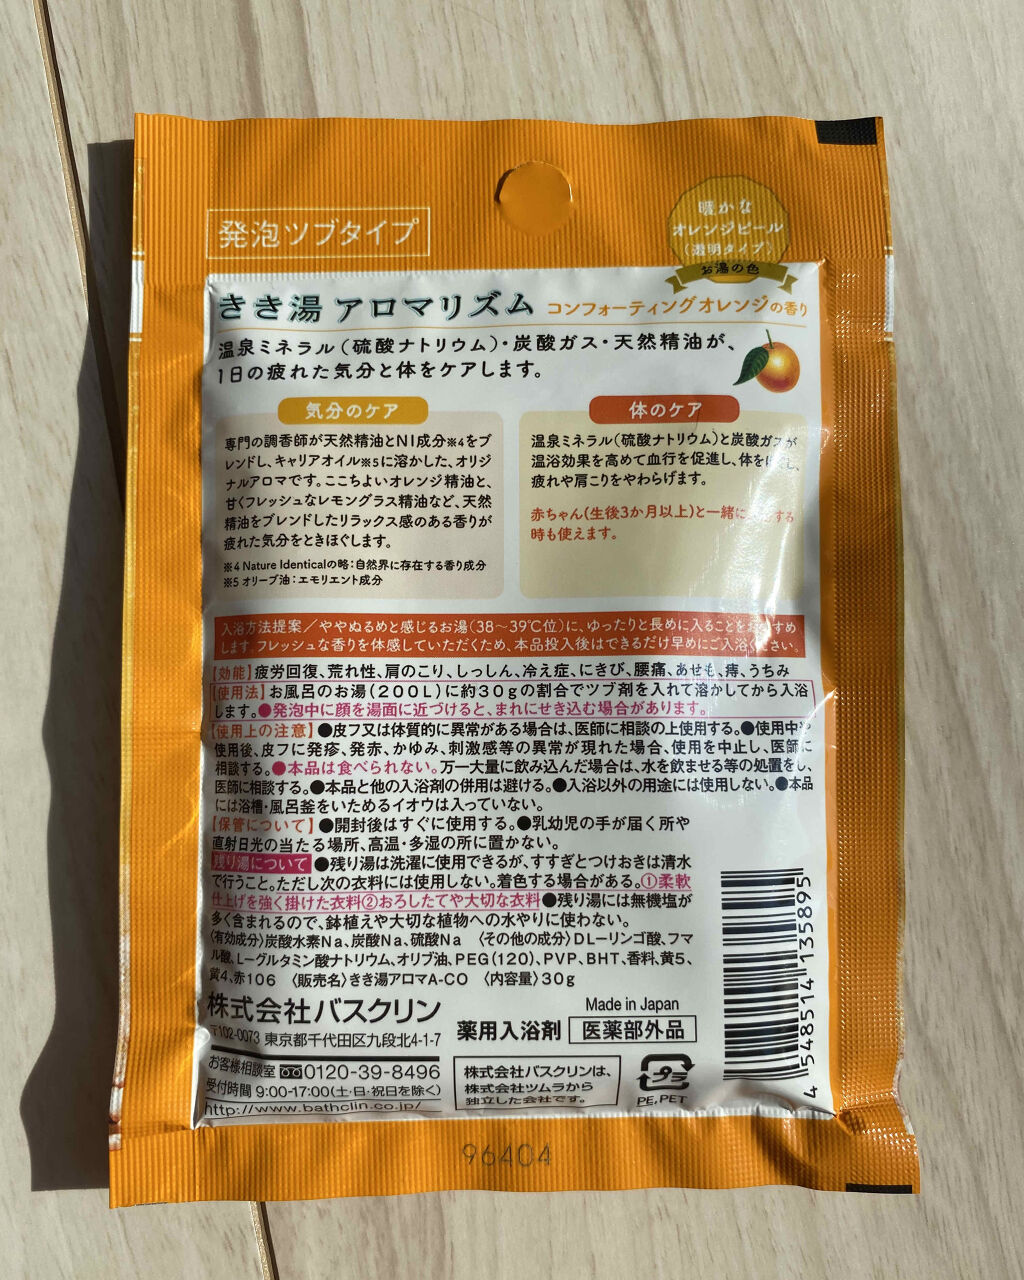 発泡ツブタイプ
暖かな
オレンジピール
(透明タイプ)
お湯の色
きき湯 アロマリズム コンフォーティングオレンジの香り
温泉ミネラル(硫酸ナトリウム)・炭酸ガス・天然精油が、
1日の疲れた気分と体をケアします。
気分のケア
専門の調香師が天然精油とNI成分※4をブ
レンドし、キャリアオイル※5に溶かした、オリジ
ナルアロマです。ここちよいオレンジ精油と、
甘くフレッシュなレモングラス精油など、天然
精油をブレンドしたリラックス感のある香りが
疲れた気分をときほぐします。
※4 Nature Identicalの略:自然界に存在する香り成分
※5 オリーブ油:エモリエント成分
体のケア
温泉ミネラル(硫酸ナトリウム)と炭酸ガスが
温浴効果を高めて血行を促進し、体をほぐし、
疲れや肩こりをやわらげます。
赤ちゃん(生後3か月以上)と一緒に する
時も使えます。
入浴方法提案/ややぬるめと感じるお湯(38~39℃位)に、ゆったりと長めに入ることをおすすめ
します。フレッシュな香りを体感していただくため、本品投入後はできるだけ早めにご入浴ください。
【効能】疲労回復、荒れ性、肩のこり、しっしん、冷え症、にきび、腰痛、あせも、痔、うちみ
【使用法】お風呂のお湯(200L)に約30gの割合でツブ剤を入れて溶かしてから入浴
します。●発泡中に顔を湯面に近づけると、まれにせき込む場合があります。
【使用上の注意】●皮フ又は体質的に異常がある場合は、医師に相談の上使用する。●使用中や
使用後、皮フに発疹、発赤、かゆみ、刺激感等の異常が現れた場合、使用を中止し、医師に
相談する。●本品は食べられない。万一大量に飲み込んだ場合は、水を飲ませる等の処置をし、
医師に相談する。●本品と他の入浴剤の併用は避ける。●入浴以外の用途には使用しない。●本品
には浴槽・風呂釜をいためるイオウは入っていない。
【保管について】●開封後はすぐに使用する。●乳幼児の手が届く所や
直射日光の当たる場所、高温・多湿の所に置かない。
残り湯について ●残り湯は洗濯に使用できるが、すすぎとつけおきは清水
で行うこと。ただし次の衣料には使用しない。着色する場合がある。①柔軟
仕上げを強く掛けた衣料②おろしたてや大切な衣料●残り湯には無機塩が
多く含まれるので、鉢植えや大切な植物への水やりに使わない。
〈有効成分〉炭酸水素Na、炭酸Na、硫酸Na 〈その他の成分〉DL-リンゴ酸、フマ
ル酸、L-グルタミン酸ナトリウム、オリブ油、PEG(120)、PVP、BHT、香料、黄5、
黄4、赤106 〈販売名〉きき湯アロマA-CO 〈内容量〉30g
株式会社バスクリン
〒102-0073 東京都千代田区九段北4-1-7
お客様相談室 0120-39-8496
受付時間 9:00-17:00(土・日・祝日を除く)
http://www.bathclin.co.jp/
Made in Japan
薬用入浴剤 医薬部外品
株式会社バスクリンは、
株式会社ツムラから
独立した会社です。
プラ
PE,PET
4 548514 135895
96404